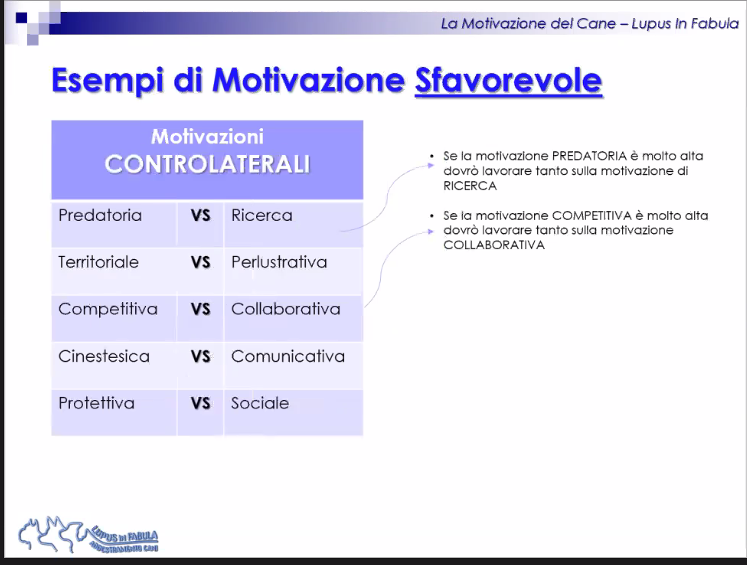 La Motivazione del Cane – Lupus In Fabula
Esempi di Motivazione Sfavorevole
Motivazioni
CONTROLATERALI
Predatoria VS Ricerca
Territoriale VS Perlustrativa
Competitiva VS Collaborativa
Cinestesica VS Comunicativa
Protettiva VS Sociale
• Se la motivazione PREDATORIA è molto alta
dovrò lavorare tanto sulla motivazione di
RICERCA
• Se la motivazione COMPETITIVA è molto alta
dovrò lavorare tanto sulla motivazione
COLLABORATIVA
LUPUS IN FABULA
ADDESTRAMENTO CANI